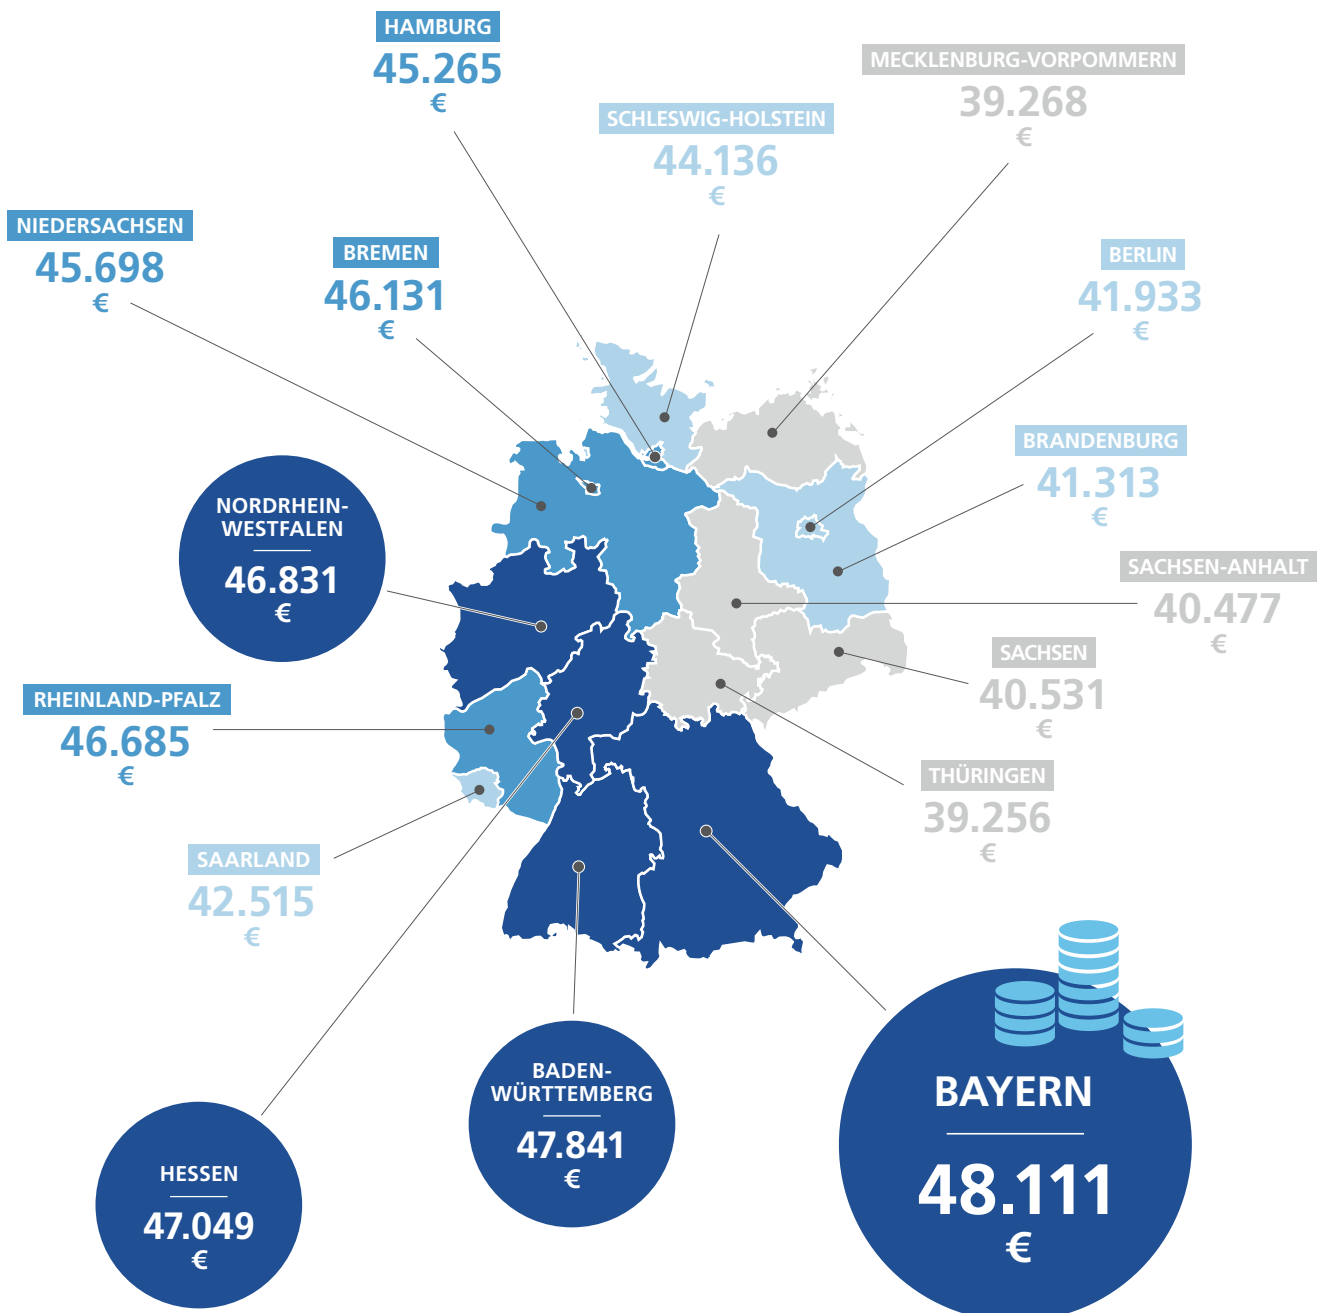 HAMBURG
45.265
€
MECKLENBURG-VORPOMMERN
39.268
€
SCHLESWIG-HOLSTEIN
44.136
€
NIEDERSACHSEN
45.698
€
BREMEN
46.131
€
BERLIN
41.933
€
BRANDENBURG
41.313
€
NORDRHEIN-
WESTFALEN
46.831
€
SACHSEN-ANHALT
40.477
€
SACHSEN
40.531
€
RHEINLAND-PFALZ
46.685
€
THÜRINGEN
39.256
€
SAARLAND
42.515
€
BADEN-
WÜRTTEMBERG
47.841
€
BAYERN
48.111
€
HESSEN
47.049
€